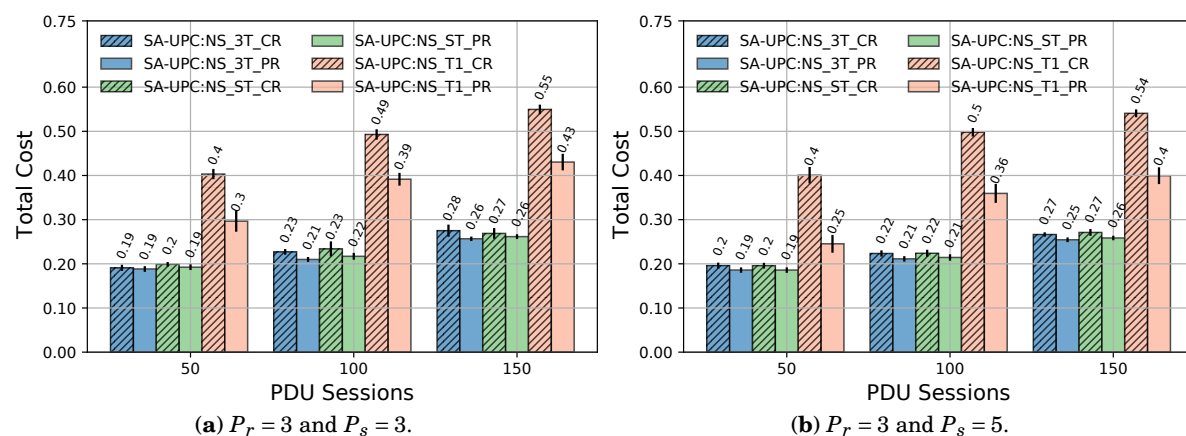 0.75
0.60
0.50
0.40
0.30
0.20
0.10
0.00
Total Cost
SA-UPC:NS_3T_CR
SA-UPC:NS_3T_PR
SA-UPC:NS_ST_CR
SA-UPC:NS_ST_PR
SA-UPC:NS_T1_CR
SA-UPC:NS_T1_PR
0.19 0.19 0.2 0.19 0.4 0.3
0.23 0.21 0.23 0.22 0.49 0.39
0.28 0.26 0.27 0.26 0.55 0.43
50 100 150
PDU Sessions
(a) Pr = 3 and Ps = 3.
0.75
0.60
0.50
0.40
0.30
0.20
0.10
0.00
Total Cost
SA-UPC:NS_3T_CR
SA-UPC:NS_3T_PR
SA-UPC:NS_ST_CR
SA-UPC:NS_ST_PR
SA-UPC:NS_T1_CR
SA-UPC:NS_T1_PR
0.2 0.19 0.2 0.19 0.4 0.25
0.22 0.21 0.22 0.21 0.5 0.36
0.27 0.25 0.27 0.26 0.54 0.4
50 100 150
PDU Sessions
(b) Pr = 3 and Ps = 5.